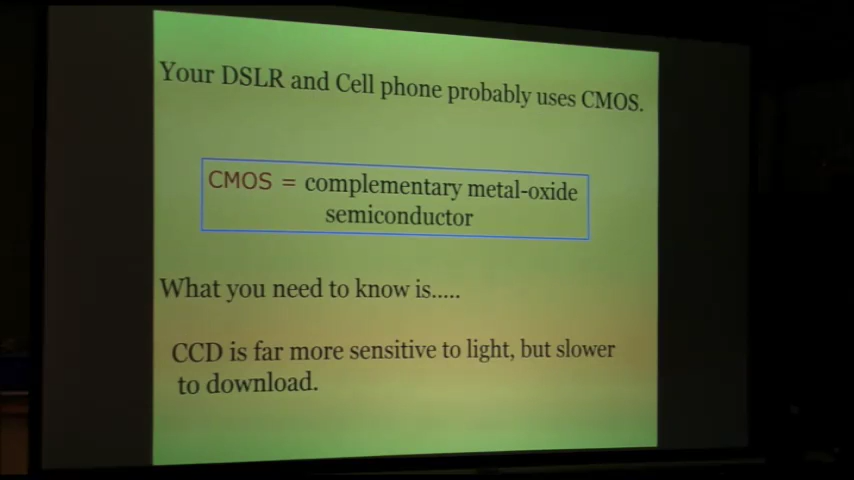 Your DSLR and Cell phone probably uses CMOS.
CMOS = complementary metal-oxide
semiconductor
What you need to know is.....
CCD is far more sensitive to light, but slower
to download.